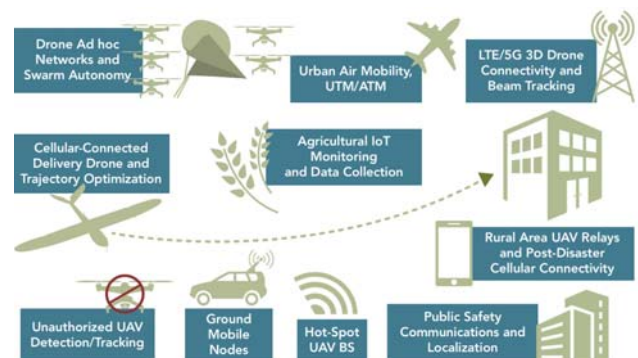 Drone Ad hoc
Networks and
Swarm Autonomy
Urban Air Mobility,
UTM/ATM
LTE/5G 3D Drone
Connectivity and
Beam Tracking
Cellular-Connected
Delivery Drone and
Trajectory Optimization
Agricultural IoT
Monitoring
and Data Collection
Rural Area UAV Relays
and Post-Disaster
Cellular Connectivity
Unauthorized UAV
Detection/Tracking
Ground
Mobile
Nodes
Hot-Spot
UAV BS
Public Safety
Communications and
Localization